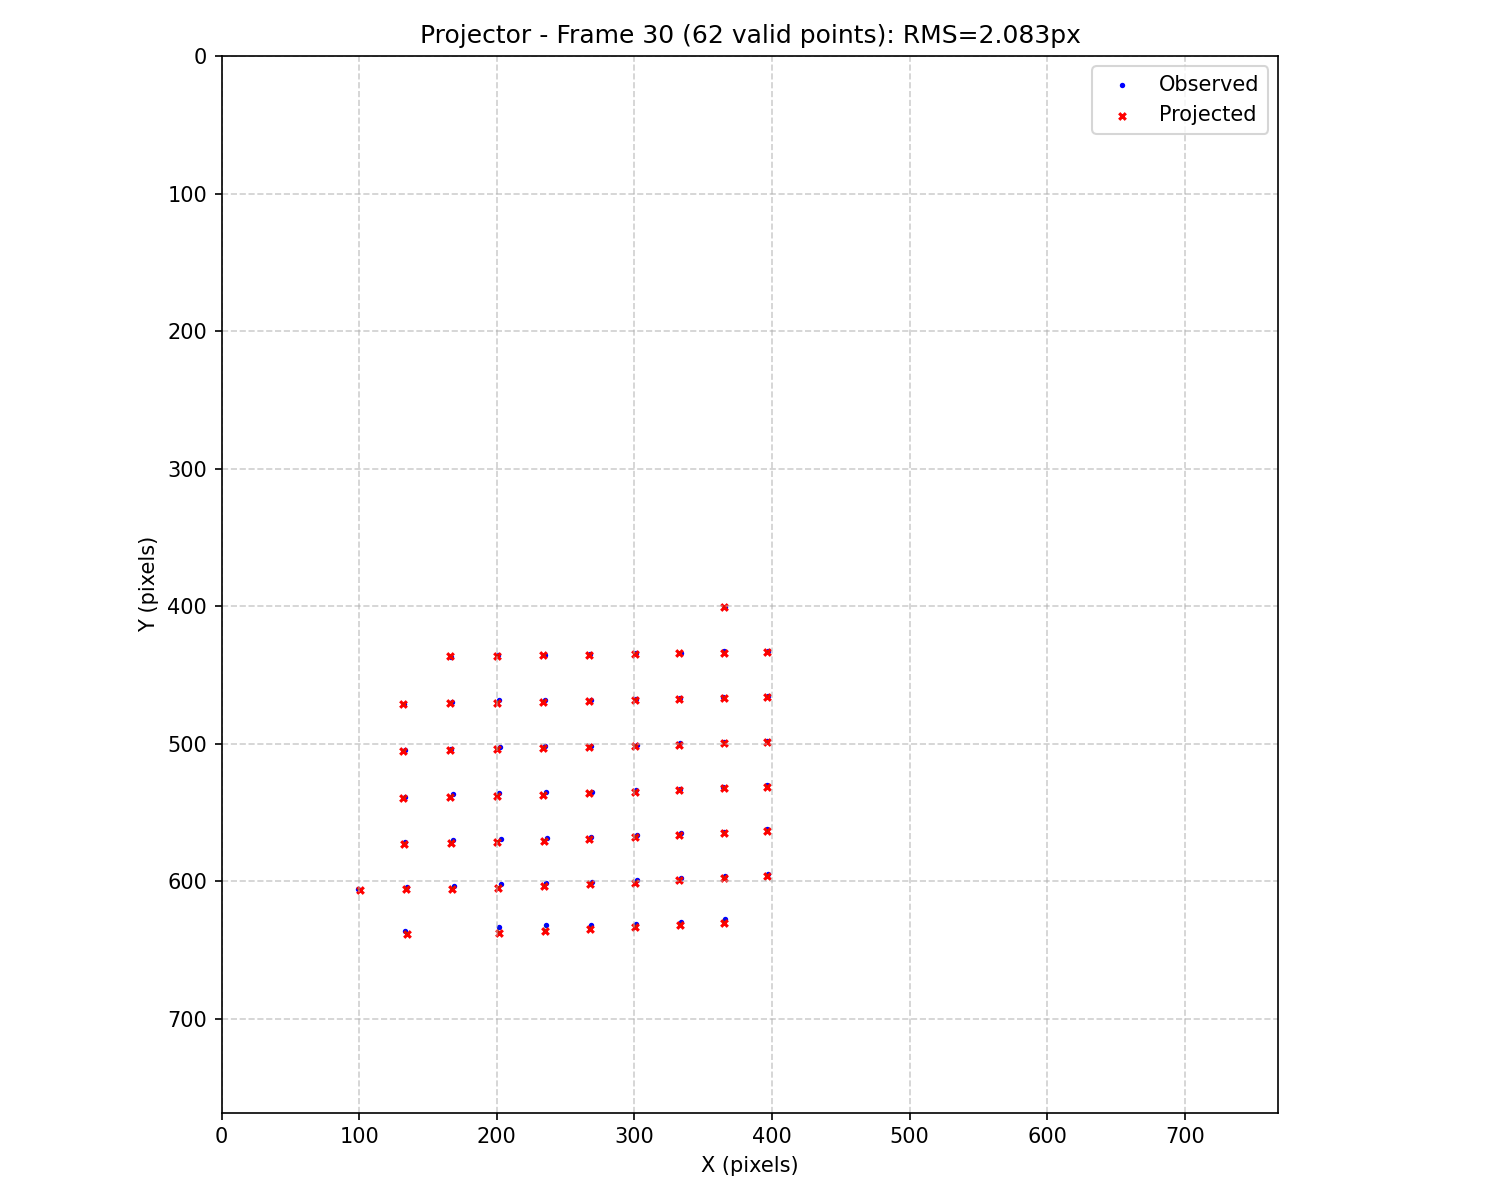 Projector - Frame 30 (62 valid points): RMS=2.083px
Observed
Projected
0
100
200
300
400
500
600
700
Y (pixels)
0 100 200 300 400 500 600 700
X (pixels)